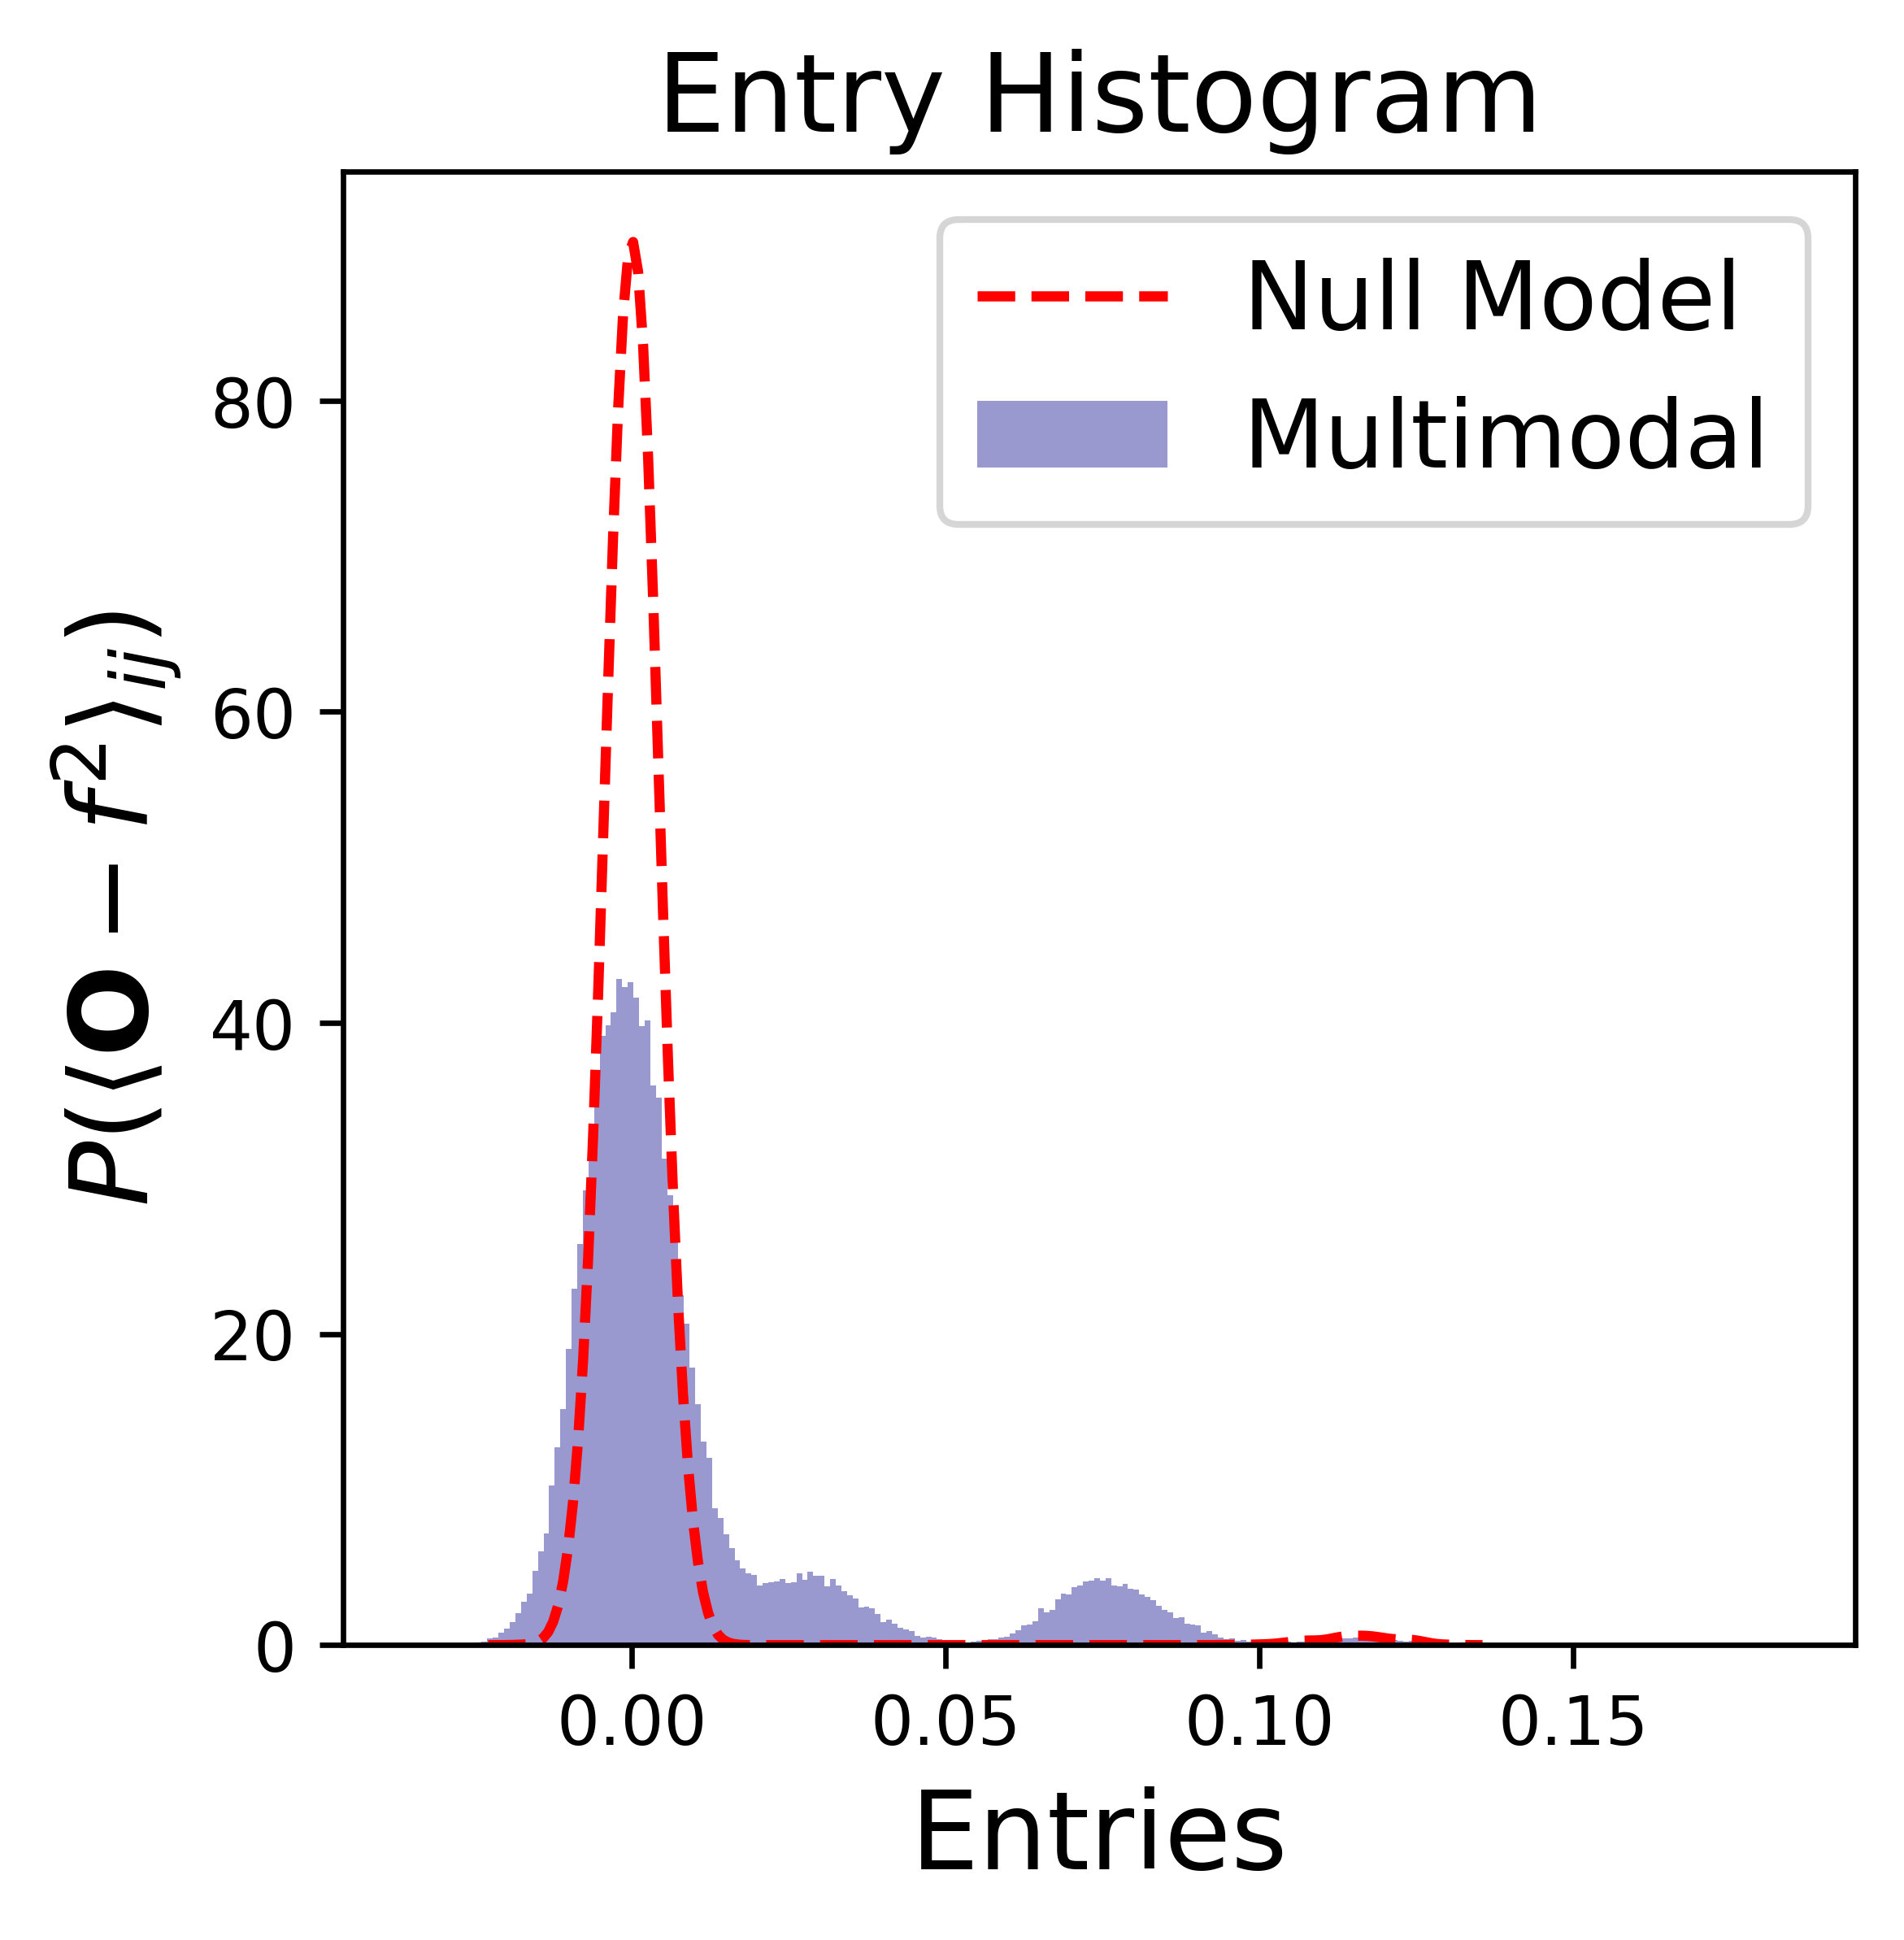 Entry Histogram
Null Model
Multimodal
P(⟨𝐎 − f²⟩ᵢⱼ)
80
60
40
20
0
0.00 0.05 0.10 0.15
Entries